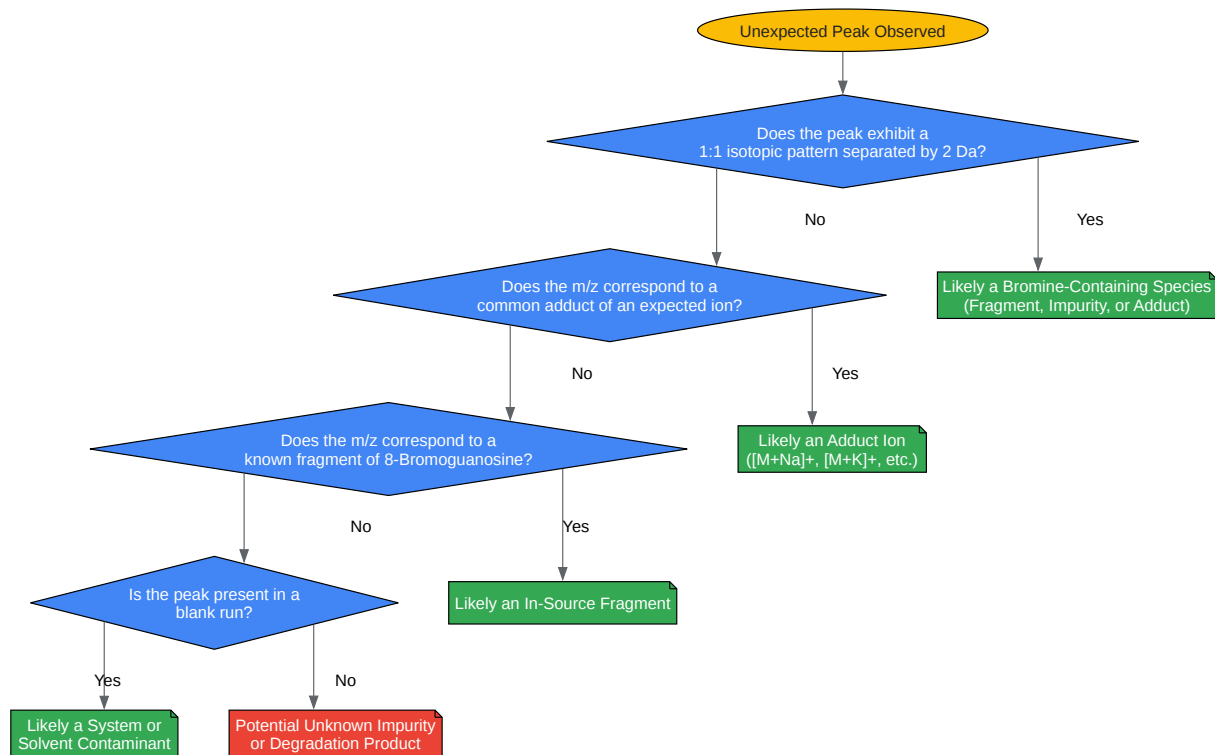 Unexpected Peak Observed
Does the peak exhibit a
1:1 isotopic pattern separated by 2 Da?
No
Yes
Does the m/z correspond to a
common adduct of an expected ion?
Likely a Bromine-Containing Species
(Fragment, Impurity, or Adduct)
No
Yes
Does the m/z correspond to a
known fragment of 8-Bromoguanosine?
Likely an Adduct Ion
([M+Na]+, [M+K]+, etc.)
No
Yes
Is the peak present in a
blank run?
Likely an In-Source Fragment
Yes
No
Likely a System or
Solvent Contaminant
Potential Unknown Impurity
or Degradation Product